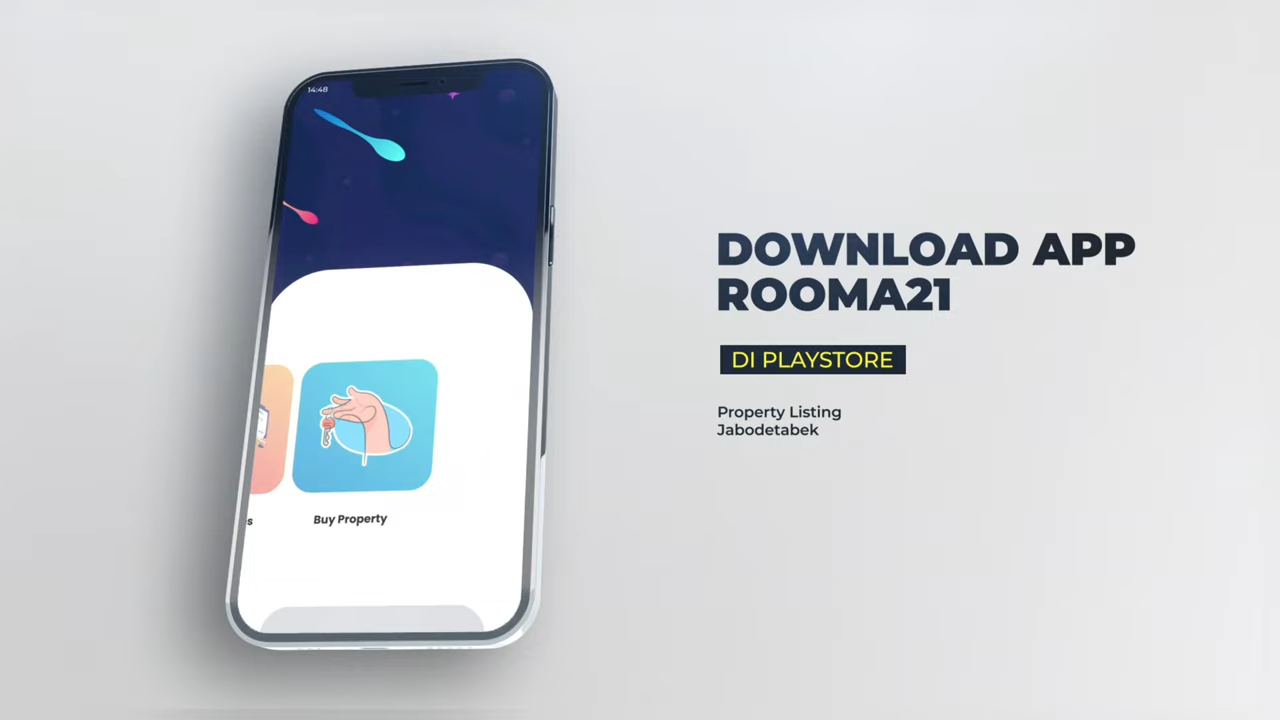 14:48
DOWNLOAD APP
ROOMA21
DI PLAYSTORE
Property Listing
Jabodetabek
s
Buy Property